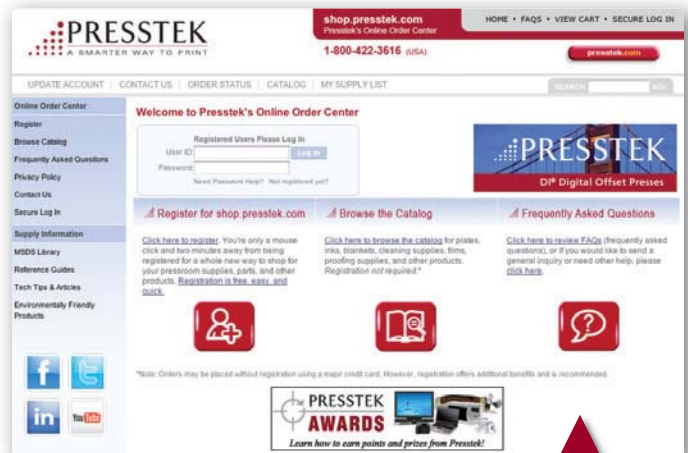 PRESSTEK
A SMARTER WAY TO PRINT
shop.presstek.com
Presstek's Online Order Center
HOME • FAQS • VIEW CART • SECURE LOG IN
1-800-422-3616 (USA)
presstek.com
UPDATE ACCOUNT | CONTACT US | ORDER STATUS | CATALOG | MY SUPPLY LIST
SEARCH GO!
Online Order Center
Register
Browse Catalog
Frequently Asked Questions
Privacy Policy
Contact Us
Secure Log In
Supply Information
MSDS Library
Reference Guides
Tech Tips & Articles
Environmentally Friendly
Products
Welcome to Presstek's Online Order Center
Registered Users Please Log In
User ID:
Log In
Password:
Need Password Help? Not registered yet?
PRESSTEK
DI® Digital Offset Presses
Register for shop.presstek.com
Click here to register. You're only a mouse
click and two minutes away from being
registered for a whole new way to shop for
your pressroom supplies, parts, and other
products. Registration is free, easy, and
quick.
Browse the Catalog
Click here to browse the catalog for plates,
inks, blankets, cleaning supplies, films,
proofing supplies, and other products.
Registration not required.*
Frequently Asked Questions
Click here to review FAQs (frequently asked
questions), or if you would like to send a
general inquiry or need other help, please
click here.
*Note: Orders may be placed without registration using a major credit card. However, registration offers additional benefits and is recommended.
f
t
in
You Tube
PRESSTEK
AWARDS
Learn how to earn points and prizes from Presstek!